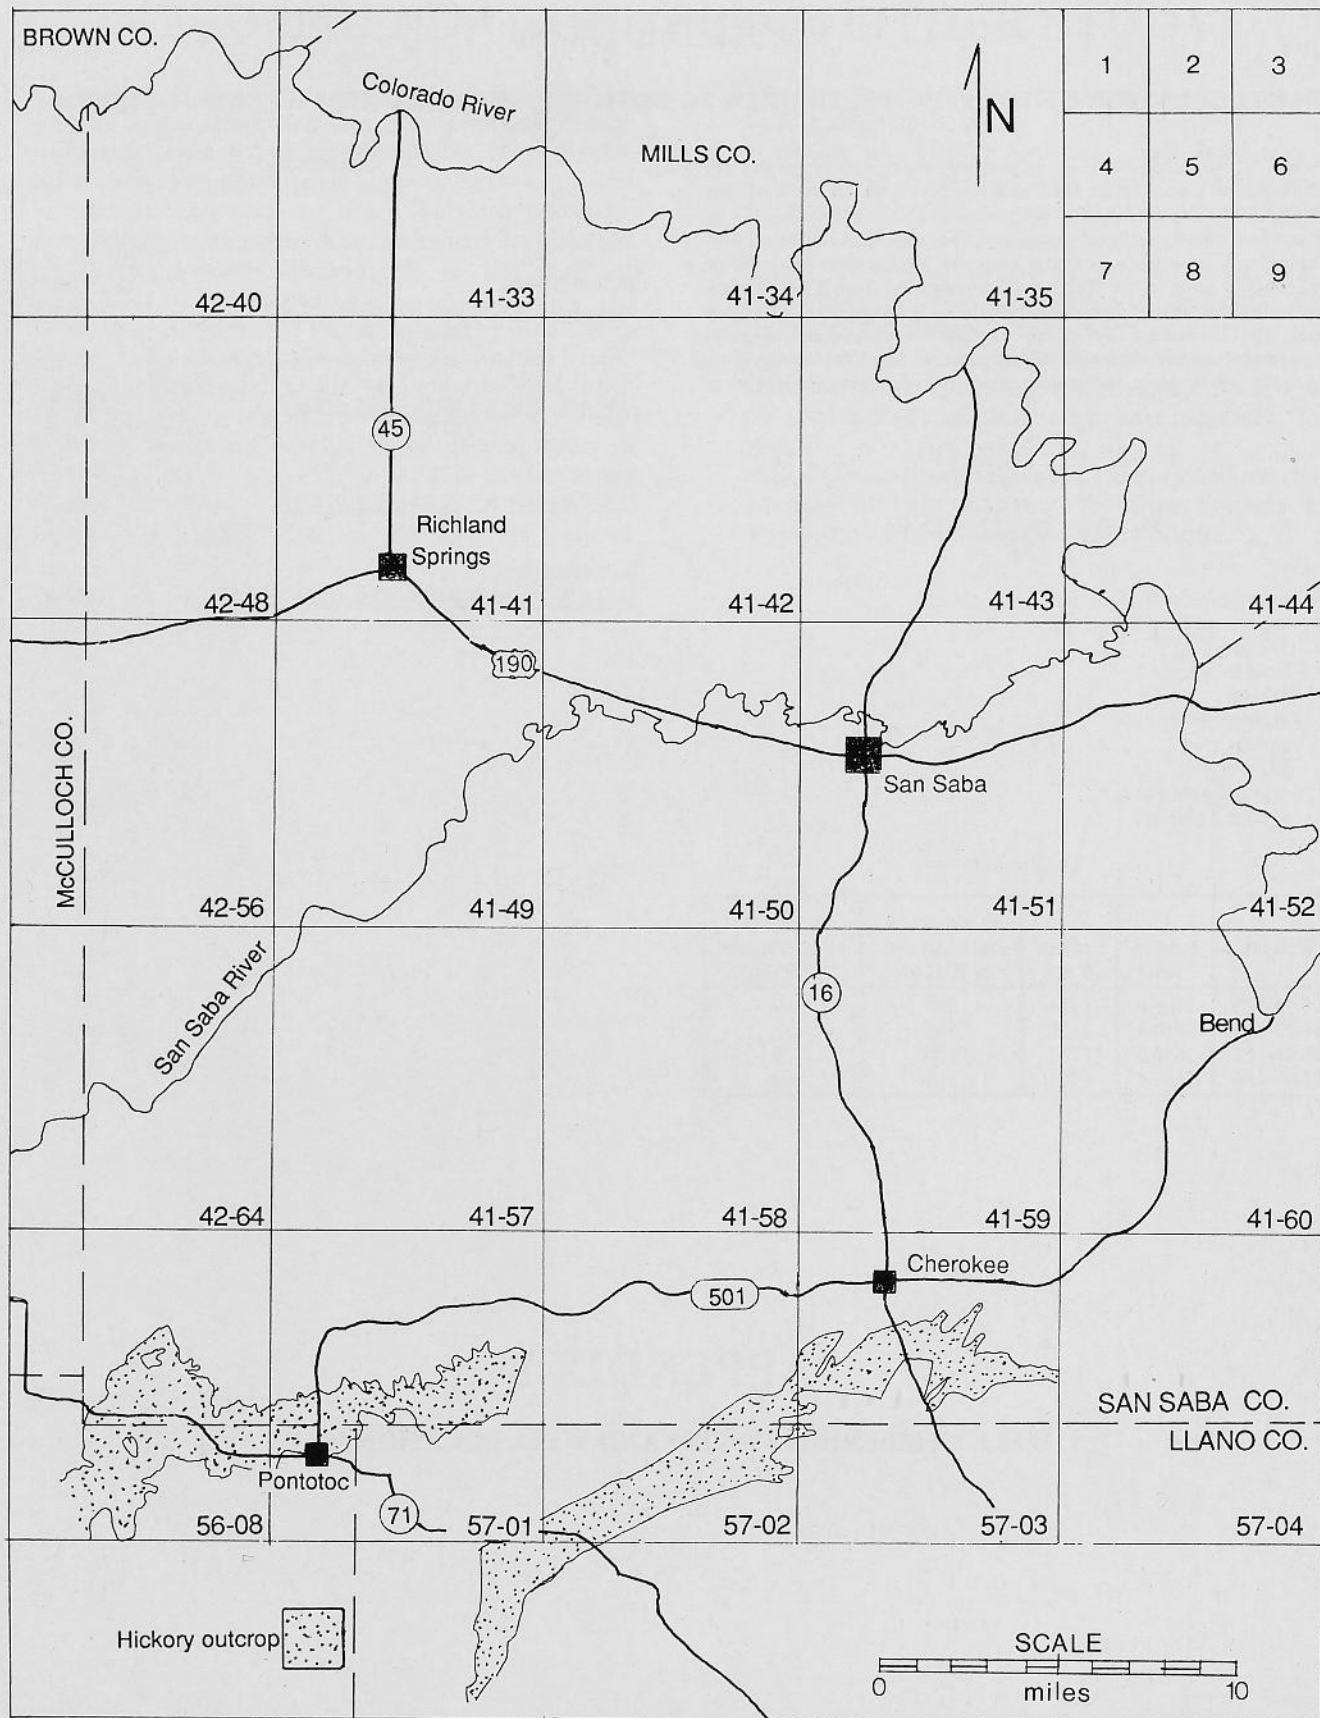 BROWN CO.
Colorado River
MILLS CO.
N
1 2 3
4 5 6
7 8 9
42-40 41-33 41-34 41-35
45
Richland
Springs
42-48 41-41 41-42 41-43 41-44
190
McCULLOCH CO.
San Saba
42-56 41-49 41-50 41-51 41-52
San Saba River
16
Bend
42-64 41-57 41-58 41-59 41-60
Cherokee
501
SAN SABA CO.
LLANO CO.
Pontotoc
71
56-08 57-01 57-02 57-03 57-04
Hickory outcrop
SCALE
0 miles 10